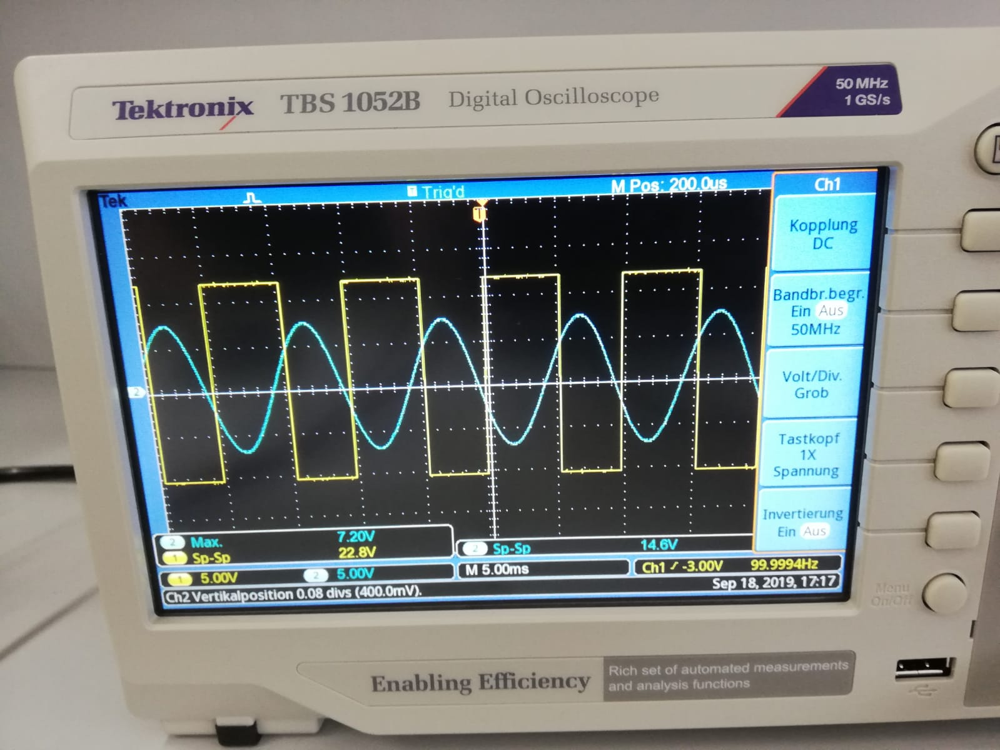 Tektronix TBS 1052B Digital Oscilloscope
50 MHz
1 GS/s
Tek Trig'd M Pos: 200.0us
T
Ch1
Kopplung
DC
Bandbr.begr.
Ein Aus
50MHz
Volt/Div.
Grob
Tastkopf
1X
Spannung
Invertierung
Ein Aus
2
2 Max. 7.20V
1 Sp-Sp 22.8V
2 Sp-Sp 14.6V
1 5.00V 2 5.00V M 5.00ms Ch1 -3.00V 99.9994Hz
Sep 18, 2019, 17:17
Ch2 Vertikalposition 0.08 divs (400.0mV).
Menu
On/Off
Enabling Efficiency
Rich set of automated measurements
and analysis functions